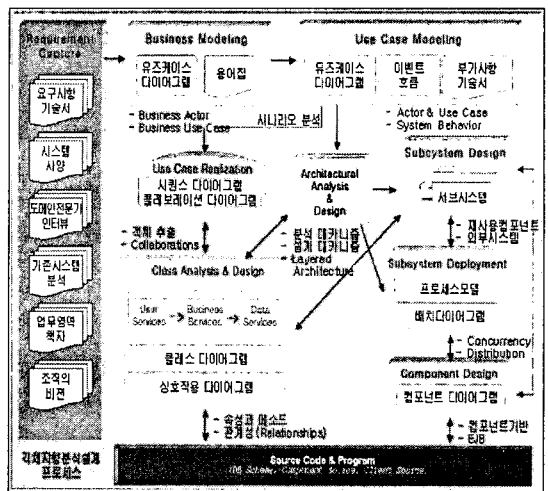 Requirement
Capture
요구사항
기술서
시스템
사양
도메인전문가
인터뷰
기존시스템
분석
업무영역
책자
조직의
비젼
객체지향분석설계
프로세스
Business Modeling
유즈케이스
다이어그램
용어집
- Business Actor
- Business Use Case
시나리오 분석
Use Case Modeling
유즈케이스
다이어그램
이벤트
흐름
부가사항
기술서
- Actor & Use Case
- System Behavior
Use Case Realization
시퀀스 다이어그램
콜레보레이션 다이어그램
- 객체 추출
- Collaborations
Architectural
Analysis
&
Design
- 분석 메카니즘
- 설계 메카니즘
- Layered
Architecture
Subsystem Design
서브시스템
- 재사용컴포넌트
- 외부시스템
Class Analysis & Design
User
Services
Business
Services
Data
Services
클래스 다이어그램
상호작용 다이어그램
- 속성과 메소드
- 관계성 (Relationships)
Subsystem Deployment
프로세스모델
배치다이어그램
- Concurrency
- Distribution
Component Design
컴포넌트 다이어그램
- 컴포넌트기반
- EJB
Source Code & Program
(DB Schema, Component Source, Client Source)